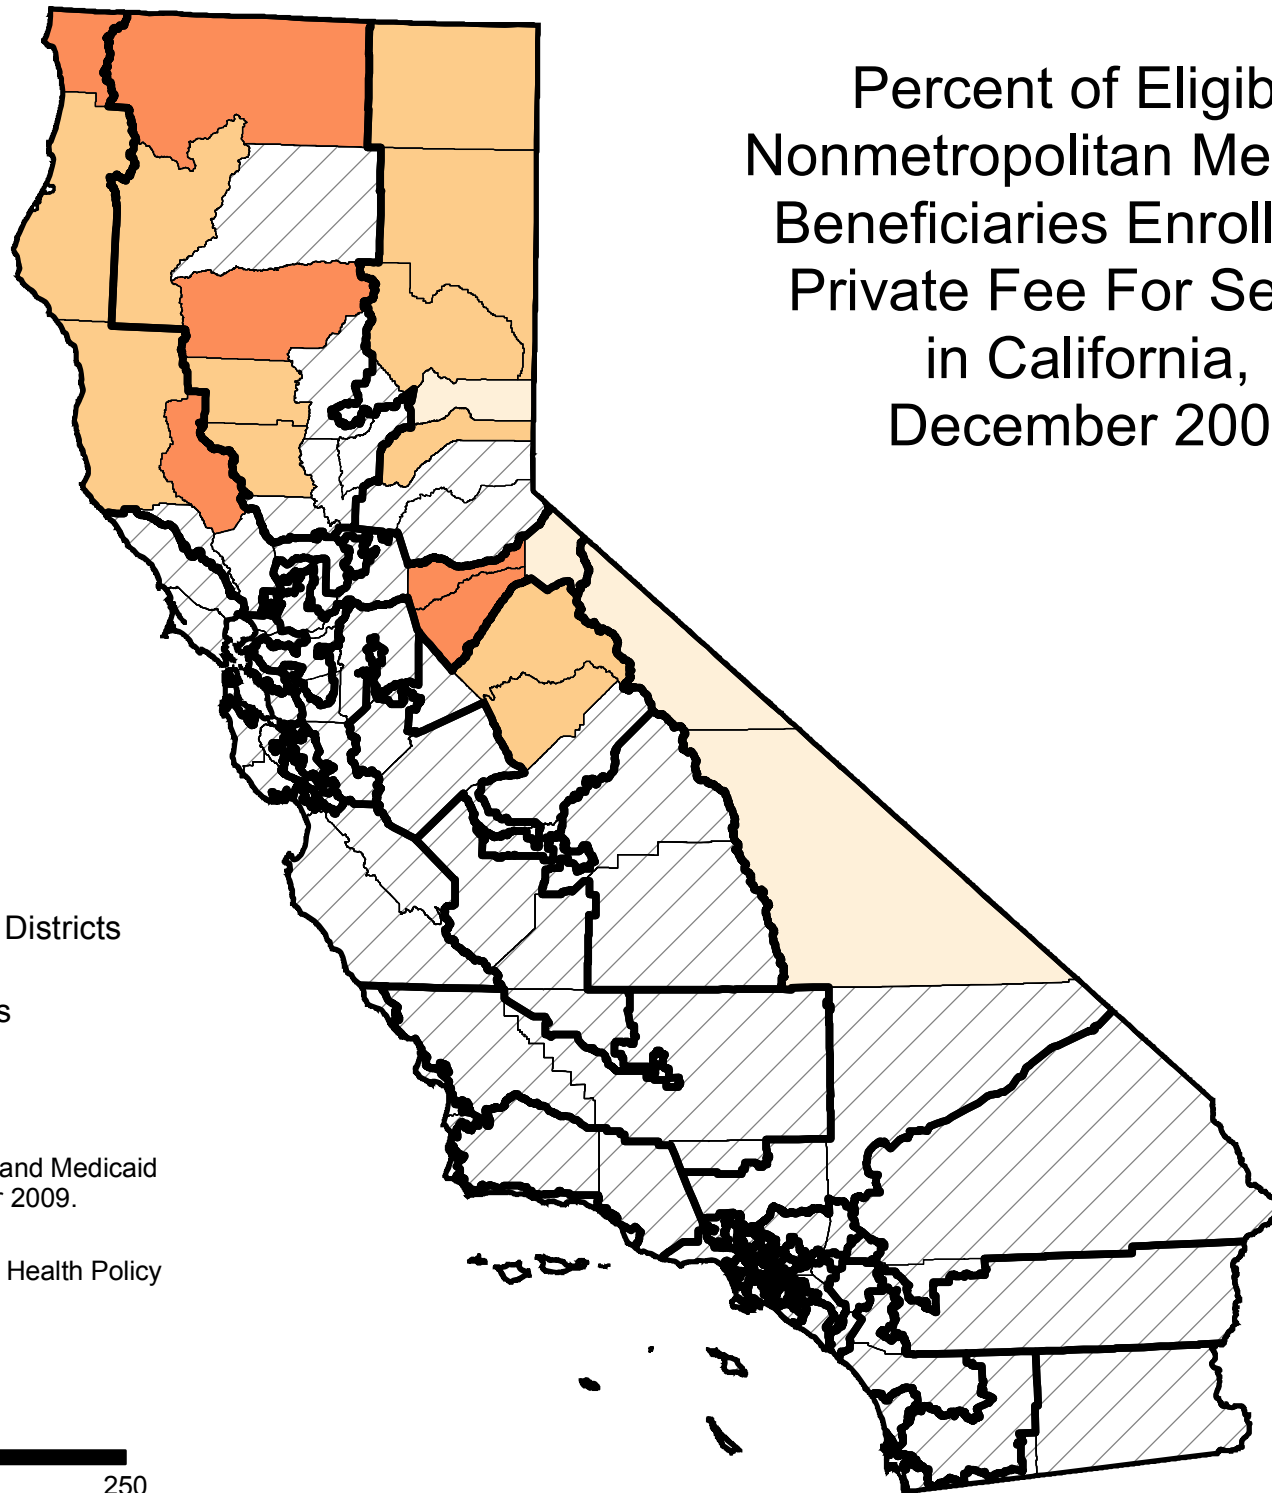 Percent of Eligib
Nonmetropolitan Me
Beneficiaries Enroll
Private Fee For Se
in California,
December 200
Districts
s
and Medicaid
r 2009.
Health Policy
250